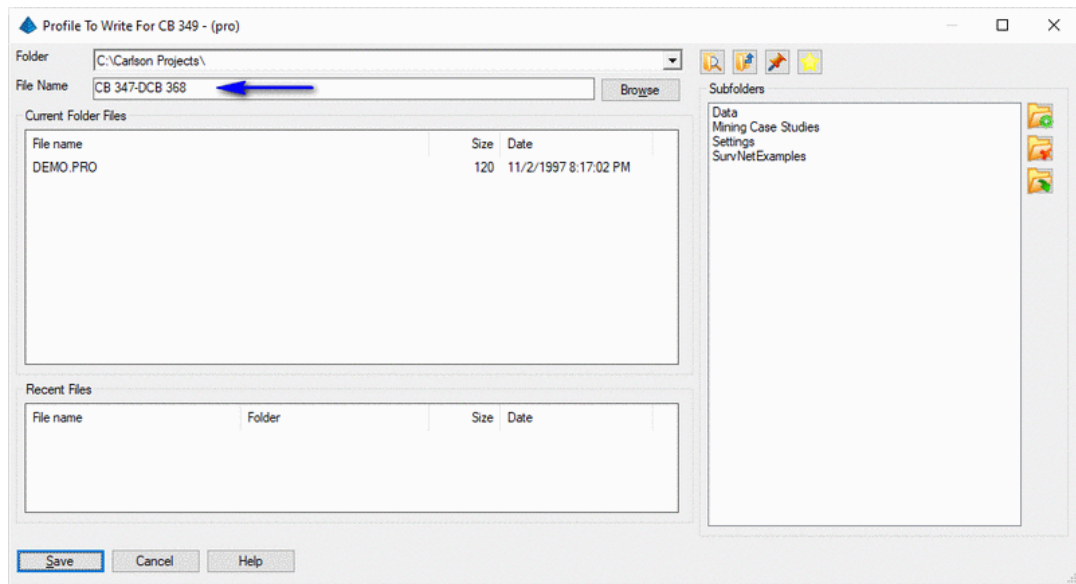 Profile To Write For CB 349 - (pro)
Folder
C:\Carlson Projects\
File Name
CB 347-DCB 368
Browse
Current Folder Files
File name Size Date
DEMO.PRO 120 11/2/1997 8:17:02 PM
Recent Files
File name Folder Size Date
Subfolders
Data
Mining Case Studies
Settings
SurvNetExamples
Save Cancel Help